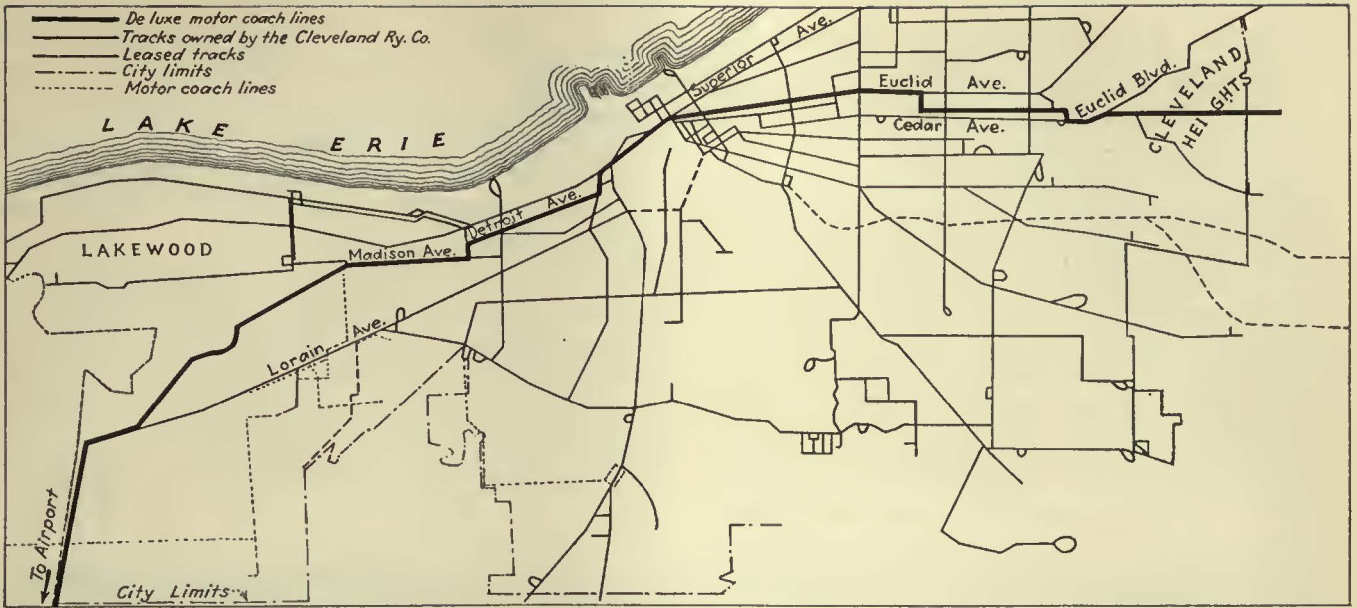 De luxe motor coach lines
Tracks owned by the Cleveland Ry. Co.
Leased tracks
City limits
Motor coach lines
LAKE ERIE
Superior Ave.
Euclid Ave.
Euclid Blvd.
CLEVELAND
HEIGHTS
Cedar Ave.
Detroit Ave.
LAKEWOOD
Madison Ave.
Lorain Ave.
To Airport
City Limits